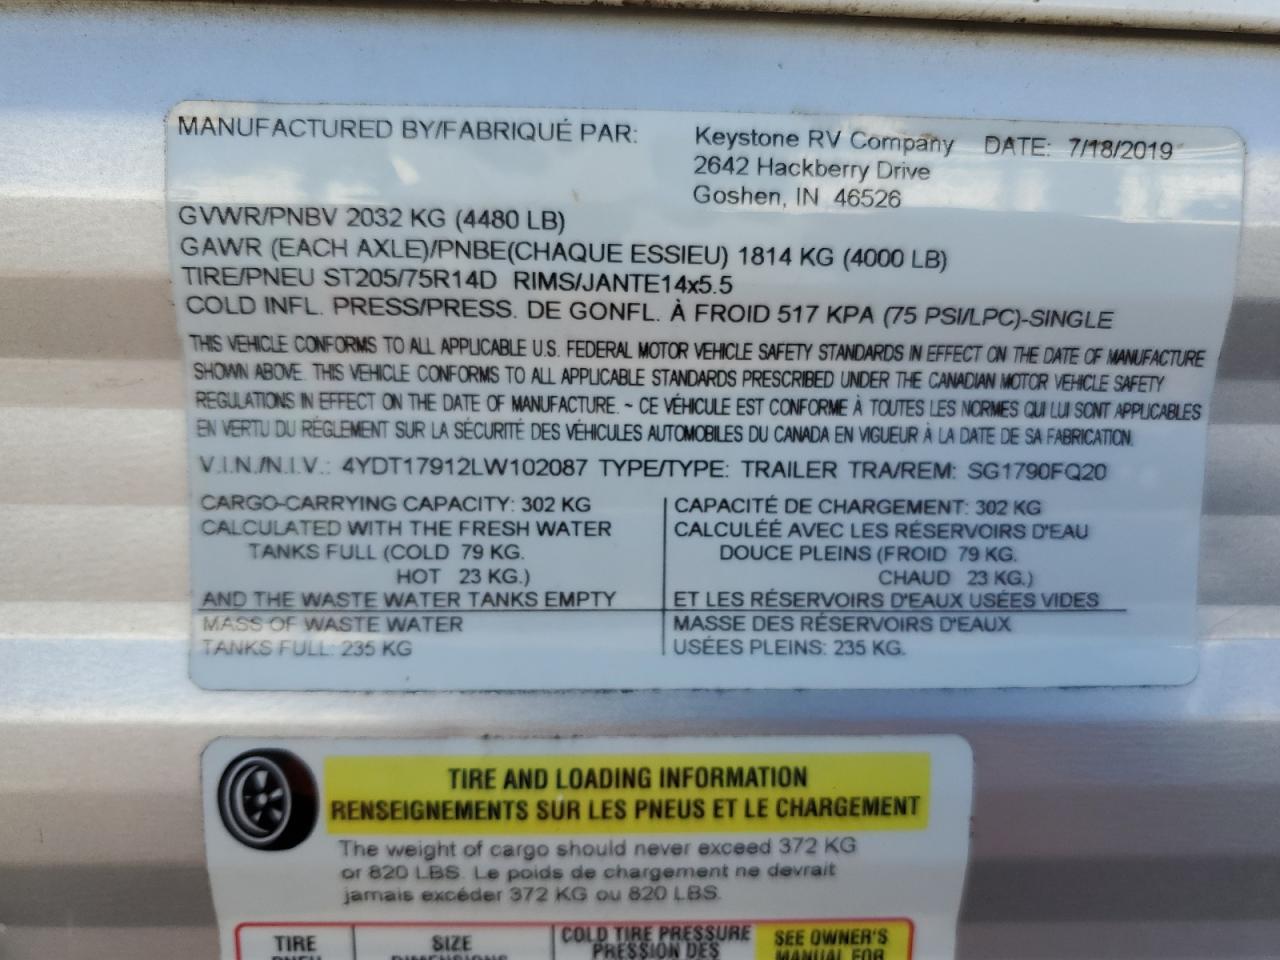 MANUFACTURED BY/FABRIQUÉ PAR: Keystone RV Company DATE: 7/18/2019
2642 Hackberry Drive
Goshen, IN 46526
GVWR/PNBV 2032 KG (4480 LB)
GAWR (EACH AXLE)/PNBE(CHAQUE ESSIEU) 1814 KG (4000 LB)
TIRE/PNEU ST205/75R14D RIMS/JANTE14x5.5
COLD INFL. PRESS/PRESS. DE GONFL. À FROID 517 KPA (75 PSI/LPC)-SINGLE
THIS VEHICLE CONFORMS TO ALL APPLICABLE U.S. FEDERAL MOTOR VEHICLE SAFETY STANDARDS IN EFFECT ON THE DATE OF MANUFACTURE
SHOWN ABOVE. THIS VEHICLE CONFORMS TO ALL APPLICABLE STANDARDS PRESCRIBED UNDER THE CANADIAN MOTOR VEHICLE SAFETY
REGULATIONS IN EFFECT ON THE DATE OF MANUFACTURE. ~ CE VÉHICULE EST CONFORME À TOUTES LES NORMES QUI LUI SONT APPLICABLES
EN VERTU DU RÈGLEMENT SUR LA SÉCURITÉ DES VÉHICULES AUTOMOBILES DU CANADA EN VIGUEUR À LA DATE DE SA FABRICATION.
V.I.N./N.I.V.: 4YDT17912LW102087 TYPE/TYPE: TRAILER TRA/REM: SG1790FQ20
CARGO-CARRYING CAPACITY: 302 KG
CALCULATED WITH THE FRESH WATER
TANKS FULL (COLD 79 KG.
HOT 23 KG.)
AND THE WASTE WATER TANKS EMPTY
MASS OF WASTE WATER
TANKS FULL: 235 KG
CAPACITÉ DE CHARGEMENT: 302 KG
CALCULÉE AVEC LES RÉSERVOIRS D'EAU
DOUCE PLEINS (FROID 79 KG.
CHAUD 23 KG.)
ET LES RÉSERVOIRS D'EAUX USÉES VIDES
MASSE DES RÉSERVOIRS D'EAUX
USÉES PLEINS: 235 KG.
TIRE AND LOADING INFORMATION
RENSEIGNEMENTS SUR LES PNEUS ET LE CHARGEMENT
The weight of cargo should never exceed 372 KG
or 820 LBS. Le poids de chargement ne devrait
jamais excéder 372 KG ou 820 LBS.
TIRE SIZE COLD TIRE PRESSURE SEE OWNER'S
PNEU DIMENSIONS PRESSION DES MANUAL FOR